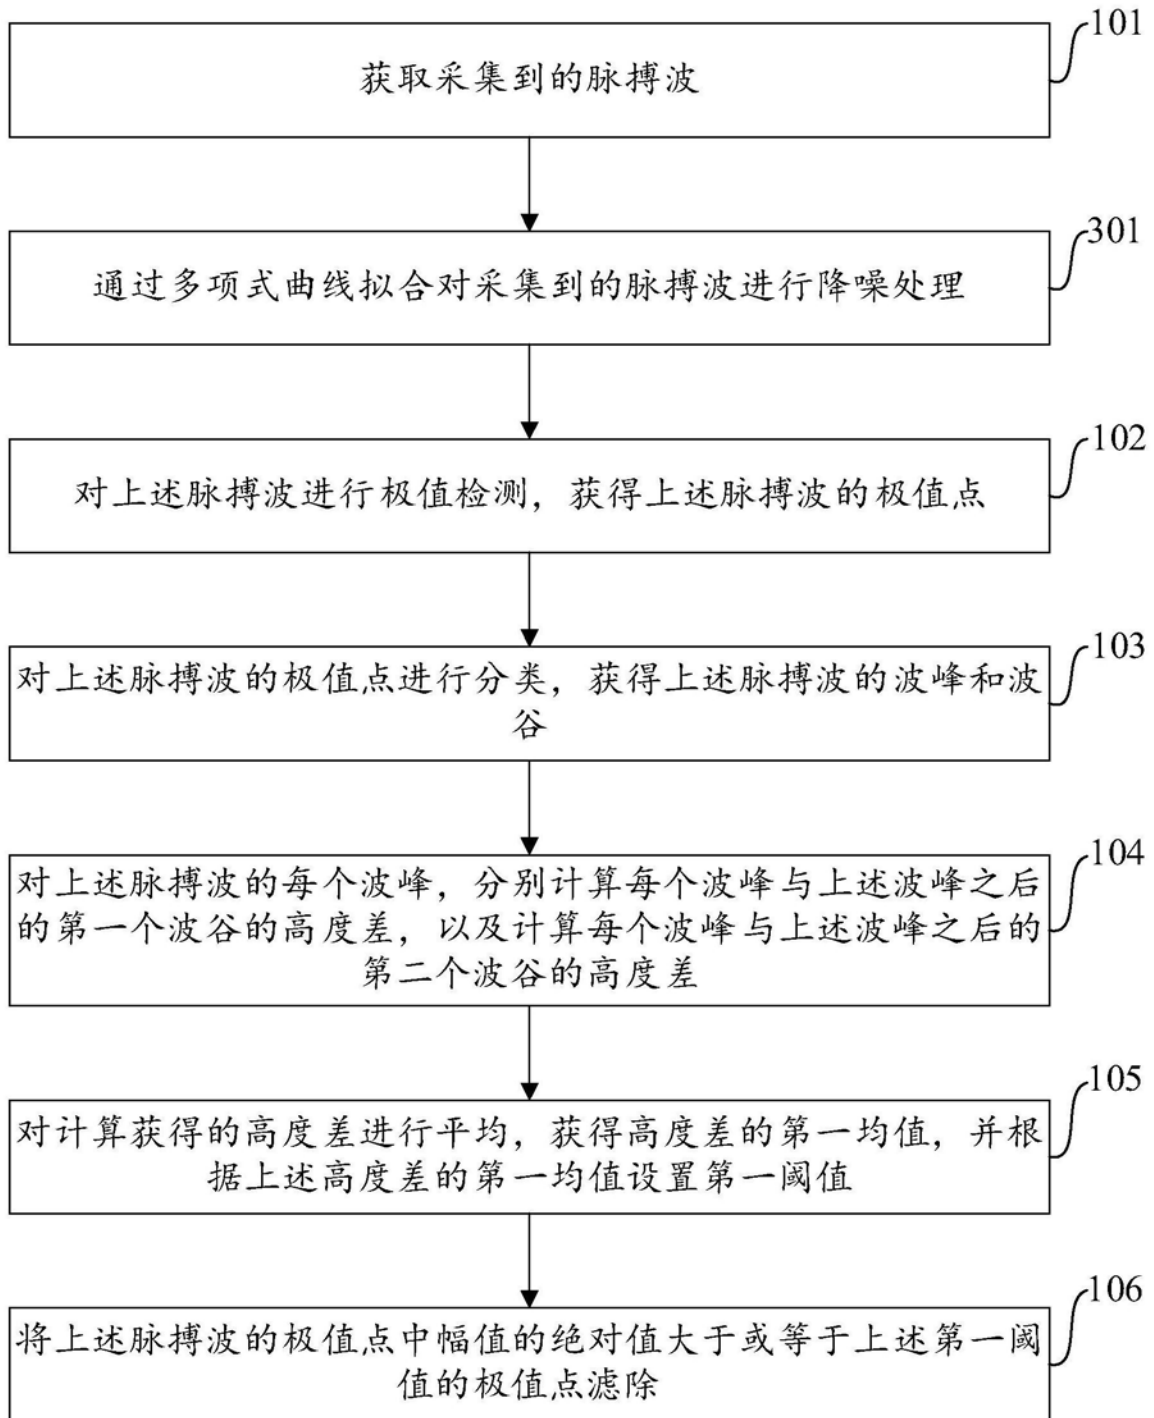 101
获取采集到的脉搏波
301
通过多项式曲线拟合对采集到的脉搏波进行降噪处理
102
对上述脉搏波进行极值检测，获得上述脉搏波的极值点
103
对上述脉搏波的极值点进行分类，获得上述脉搏波的波峰和波
谷
104
对上述脉搏波的每个波峰，分别计算每个波峰与上述波峰之后
的第一个波谷的高度差，以及计算每个波峰与上述波峰之后的
第二个波谷的高度差
105
对计算获得的高度差进行平均，获得高度差的第一均值，并根
据上述高度差的第一均值设置第一阈值
106
将上述脉搏波的极值点中幅值的绝对值大于或等于上述第一阈
值的极值点滤除